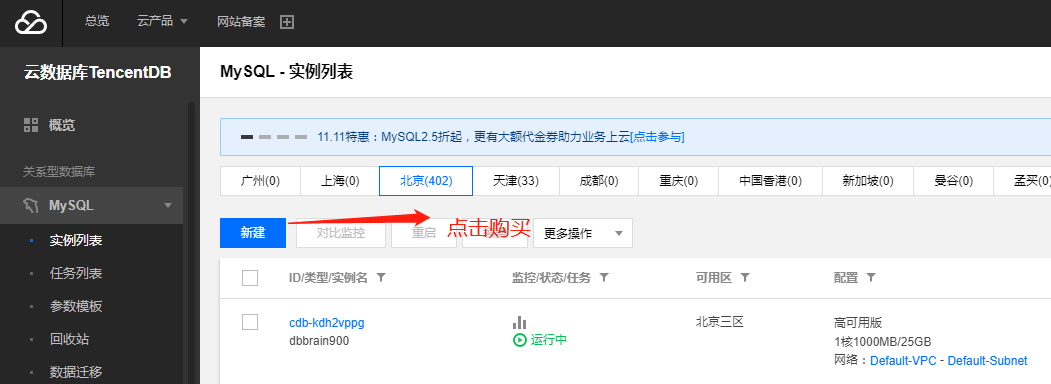 总览 云产品 网站备案
云数据库TencentDB
MySQL - 实例列表
概览
11.11特惠：MySQL2.5折起，更有大额代金券助力业务上云[点击参与]
关系型数据库
广州(0) 上海(0) 北京(402) 天津(33) 成都(0) 重庆(0) 中国香港(0) 新加坡(0) 曼谷(0) 孟买(0)
MySQL
新建 对比监控 重启 点击购买 更多操作
实例列表
任务列表
ID/类型/实例名 监控/状态/任务 可用区 配置
参数模板
cdb-kdh2vppg 北京三区 高可用版
dbbrain900 运行中 1核1000MB/25GB
回收站
网络：Default-VPC - Default-Subnet
数据迁移